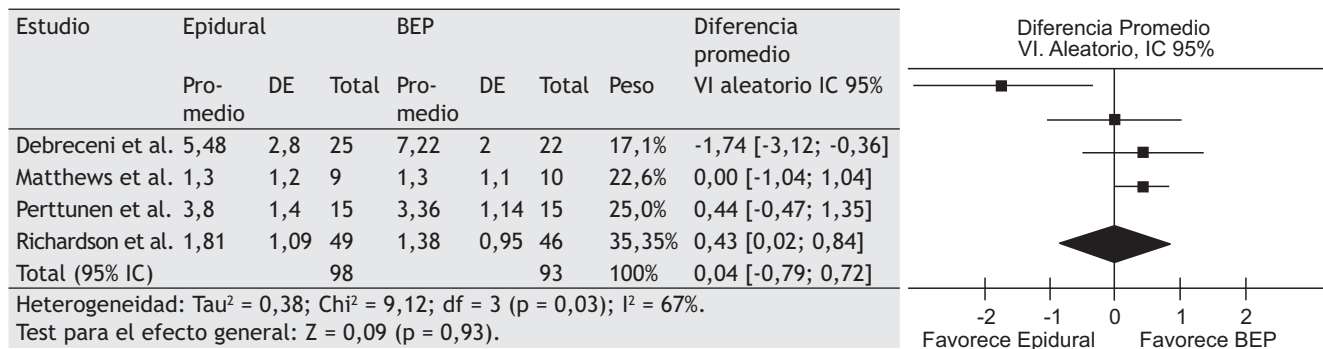 Estudio Epidural BEP Diferencia promedio
Pro-medio DE Total Pro-medio DE Total Peso VI aleatorio IC 95%
Debreceni et al. 5,48 2,8 25 7,22 2 22 17,1% -1,74 [-3,12; -0,36]
Matthews et al. 1,3 1,2 9 1,3 1,1 10 22,6% 0,00 [-1,04; 1,04]
Perttunen et al. 3,8 1,4 15 3,36 1,14 15 25,0% 0,44 [-0,47; 1,35]
Richardson et al. 1,81 1,09 49 1,38 0,95 46 35,35% 0,43 [0,02; 0,84]
Total (95% IC) 98 93 100% 0,04 [-0,79; 0,72]
Heterogeneidad: Tau² = 0,38; Chi² = 9,12; df = 3 (p = 0,03); I² = 67%.
Test para el efecto general: Z = 0,09 (p = 0,93).
Diferencia Promedio
VI. Aleatorio, IC 95%
-2 -1 0 1 2
Favorece Epidural Favorece BEP